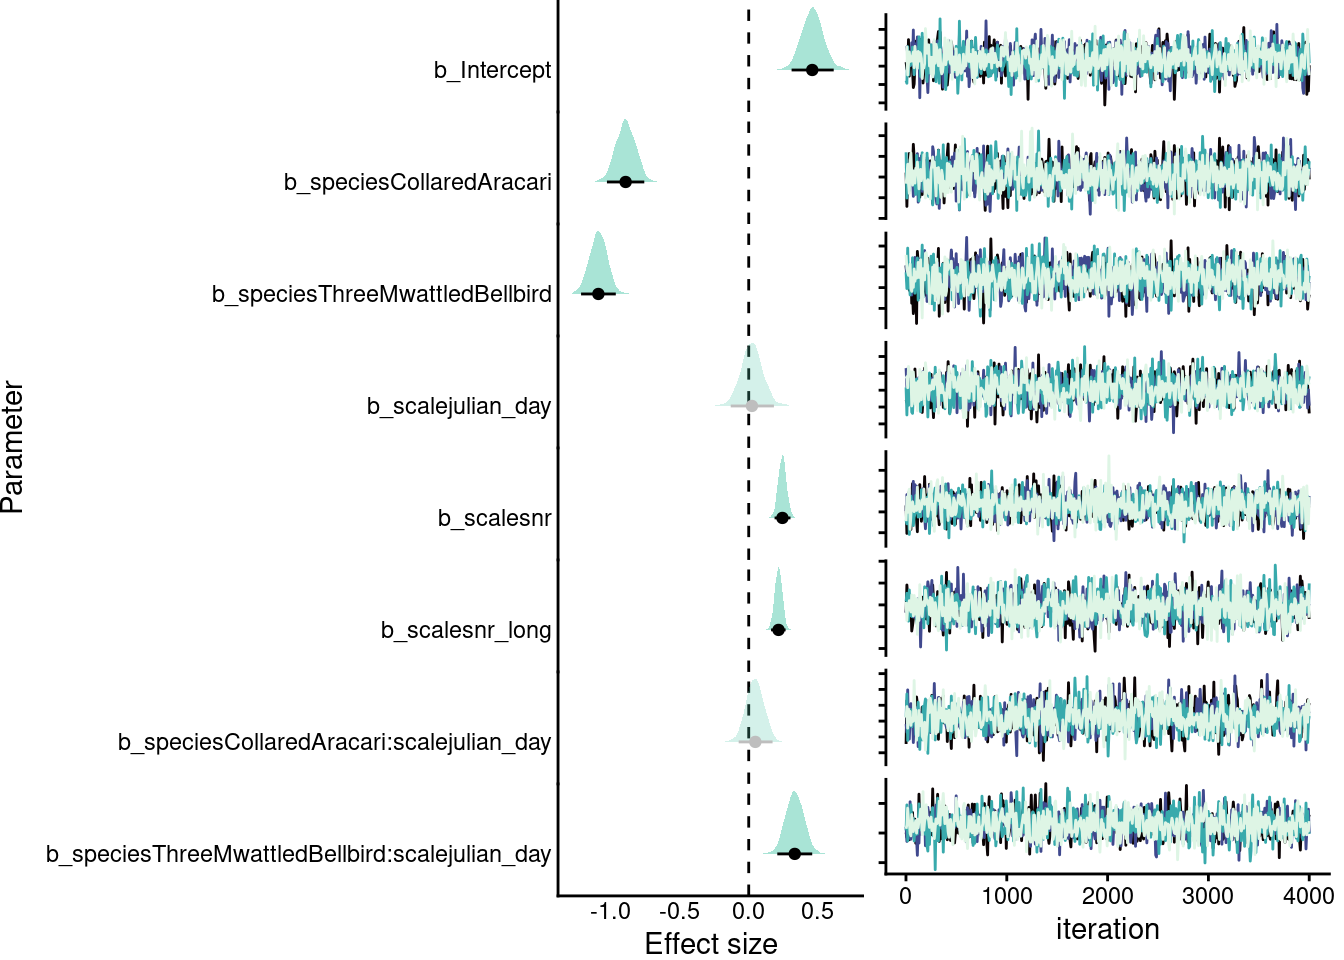 Parameter
b_Intercept
b_speciesCollaredAracari
b_speciesThreeMwattledBellbird
b_scalejulian_day
b_scalesnr
b_scalesnr_long
b_speciesCollaredAracari:scalejulian_day
b_speciesThreeMwattledBellbird:scalejulian_day
-1.0 -0.5 0.0 0.5
Effect size
0 1000 2000 3000 4000
iteration